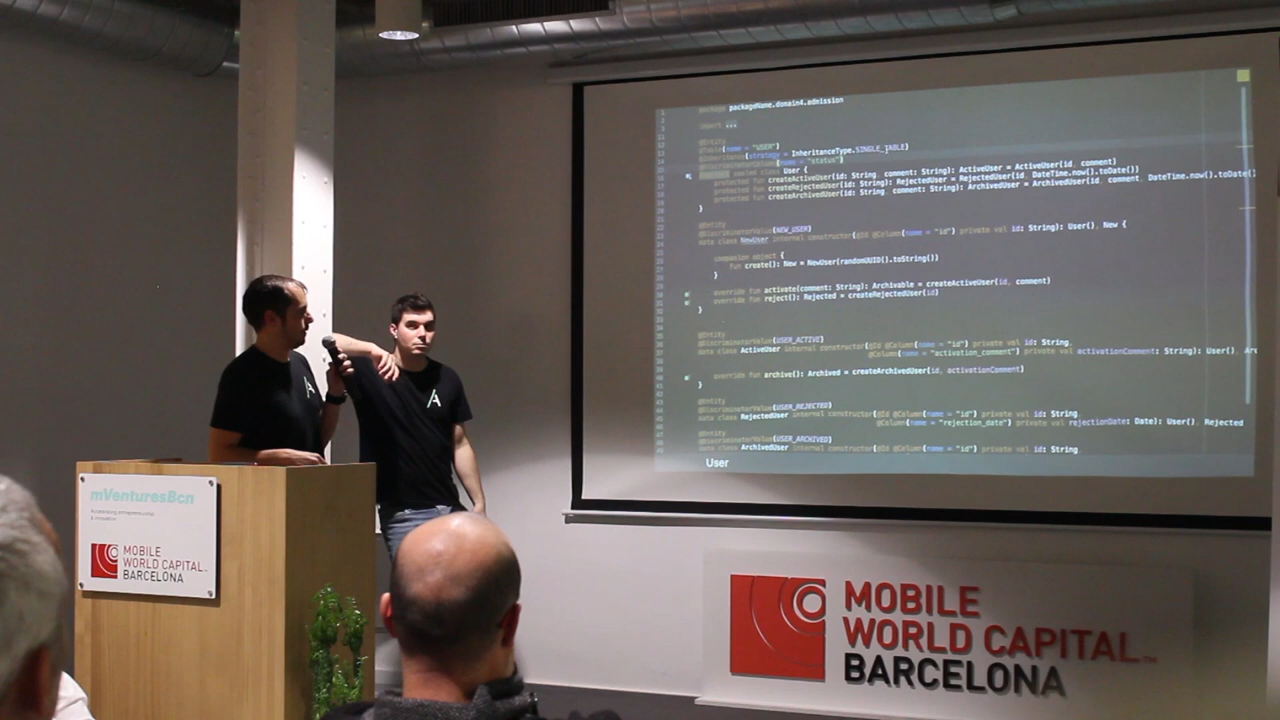 package packageName.domain4.admission
import ...
@Entity
@Table(name = "USER")
@Inheritance(strategy = InheritanceType.SINGLE_TABLE)
@DiscriminatorColumn(name = "status")
sealed class User {
protected fun createActiveUser(id: String, comment: String): ActiveUser = ActiveUser(id, comment)
protected fun createRejectedUser(id: String): RejectedUser = RejectedUser(id, DateTime.now().toDate())
protected fun createArchivedUser(id: String, comment: String): ArchivedUser = ArchivedUser(id, comment, DateTime.now().toDate()
}
@Entity
@DiscriminatorValue(NEW_USER)
data class NewUser internal constructor(@Id @Column(name = "id") private val id: String): User(), New {
companion object {
fun create(): New = NewUser(randomUUID().toString())
}
override fun activate(comment: String): Archivable = createActiveUser(id, comment)
override fun reject(): Rejected = createRejectedUser(id)
}
@Entity
@DiscriminatorValue(USER_ACTIVE)
data class ActiveUser internal constructor(@Id @Column(name = "id") private val id: String,
@Column(name = "activation_comment") private val activationComment: String): User(), Arc
override fun archive(): Archived = createArchivedUser(id, activationComment)
}
@Entity
@DiscriminatorValue(USER_REJECTED)
data class RejectedUser internal constructor(@Id @Column(name = "id") private val id: String,
@Column(name = "rejection_date") private val rejectionDate: Date): User(), Rejected
@Entity
@DiscriminatorValue(USER_ARCHIVED)
data class ArchivedUser internal constructor(@Id @Column(name = "id") private val id: String,
User
mVenturesBcn
Accelerating entrepreneurship
& innovation
MOBILE
WORLD CAPITAL™
BARCELONA
MOBILE
WORLD CAPITAL™
BARCELONA